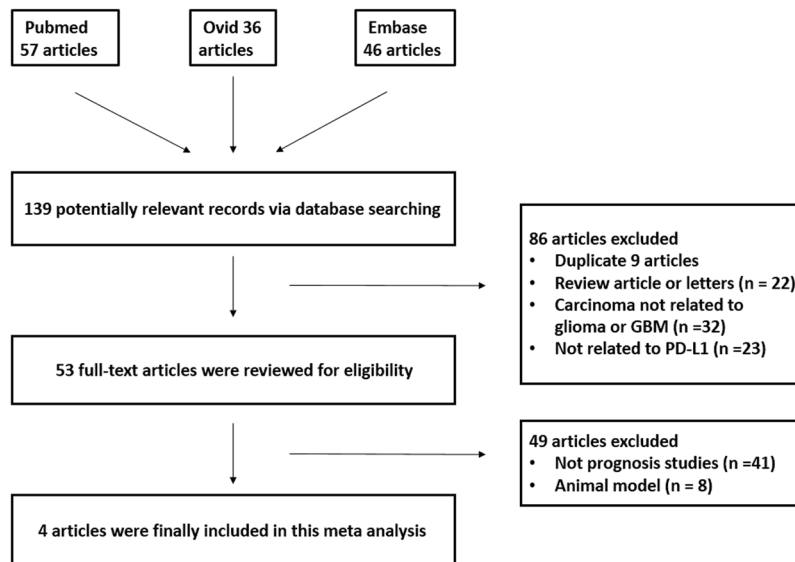 Pubmed
57 articles
Ovid 36
articles
Embase
46 articles
139 potentially relevant records via database searching
86 articles excluded
• Duplicate 9 articles
• Review article or letters (n = 22)
• Carcinoma not related to
glioma or GBM (n =32)
• Not related to PD-L1 (n =23)
53 full-text articles were reviewed for eligibility
49 articles excluded
• Not prognosis studies (n =41)
• Animal model (n = 8)
4 articles were finally included in this meta analysis